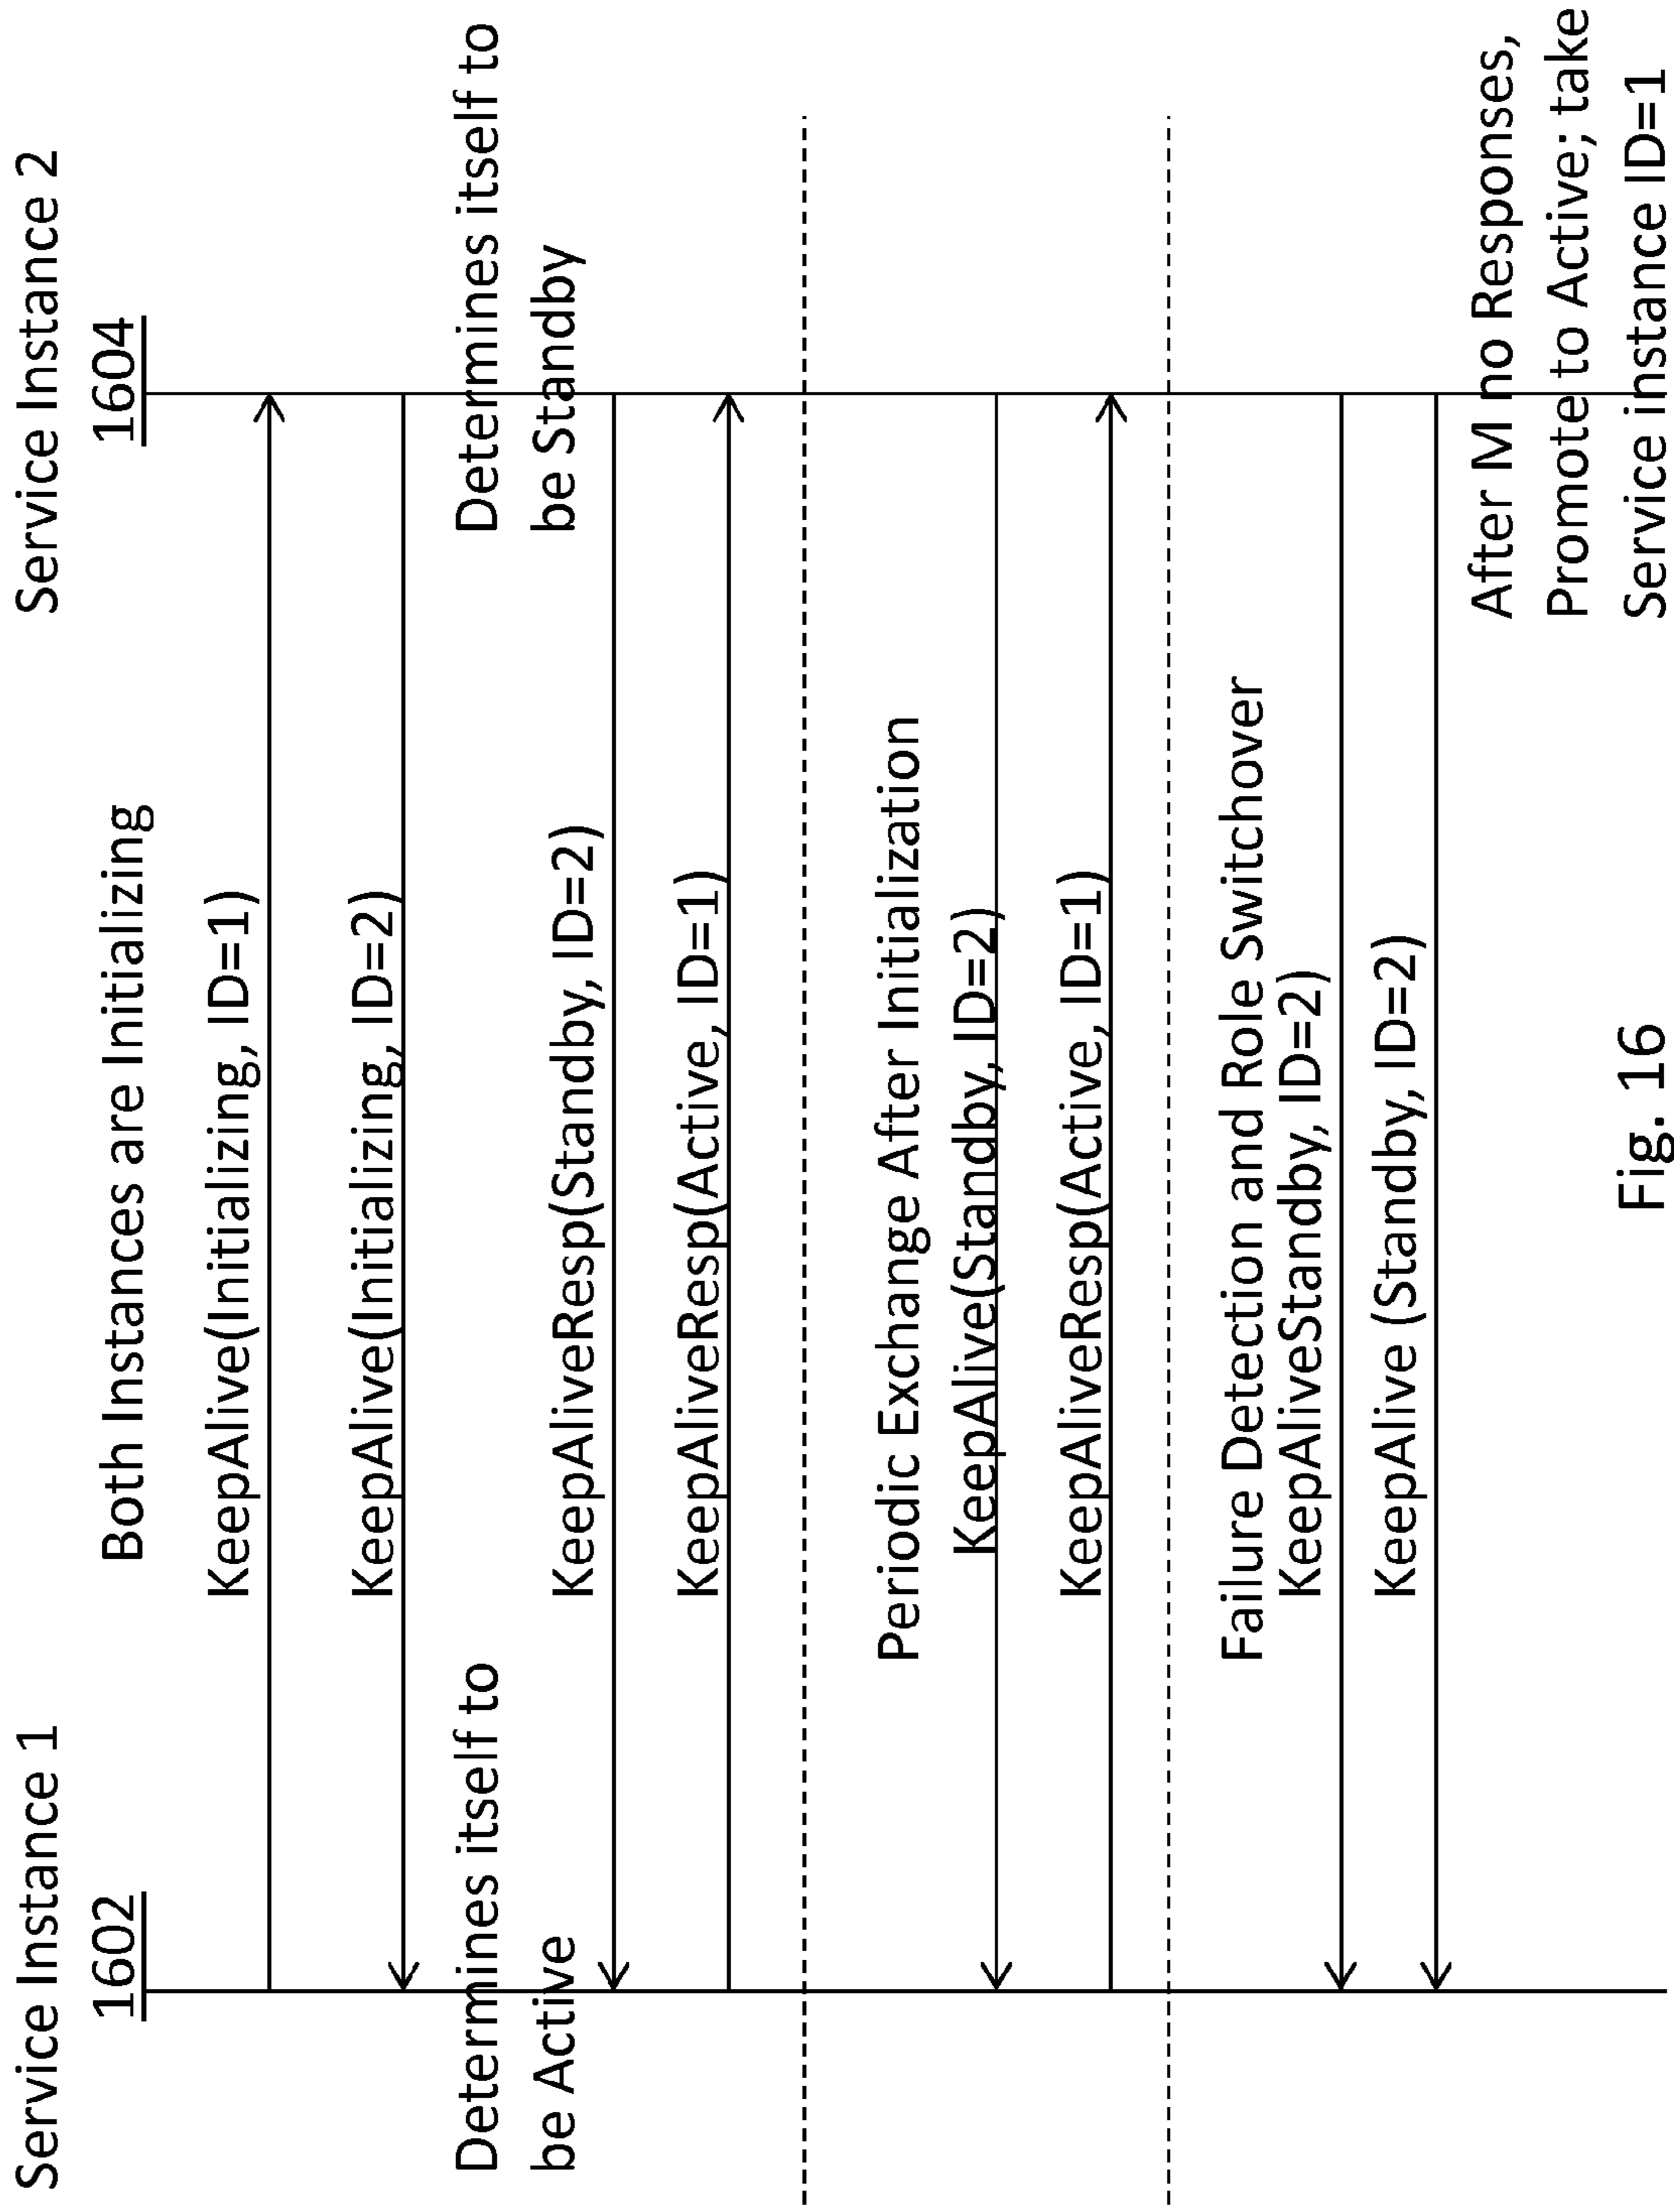 Service Instance 1
Service Instance 2
1602
1604
Both Instances are Initializing
KeepAlive(Initializing, ID=1)
KeepAlive(Initializing, ID=2)
Determines itself to
be Active
Determines itself to
be Standby
KeepAliveResp(Standby, ID=2)
KeepAliveResp(Active, ID=1)
Periodic Exchange After Initialization
KeepAlive(Standby, ID=2)
KeepAliveResp(Active, ID=1)
Failure Detection and Role Switchover
KeepAliveStandby, ID=2)
KeepAlive (Standby, ID=2)
After M no Responses,
Promote to Active; take
Service instance ID=1
Fig. 16